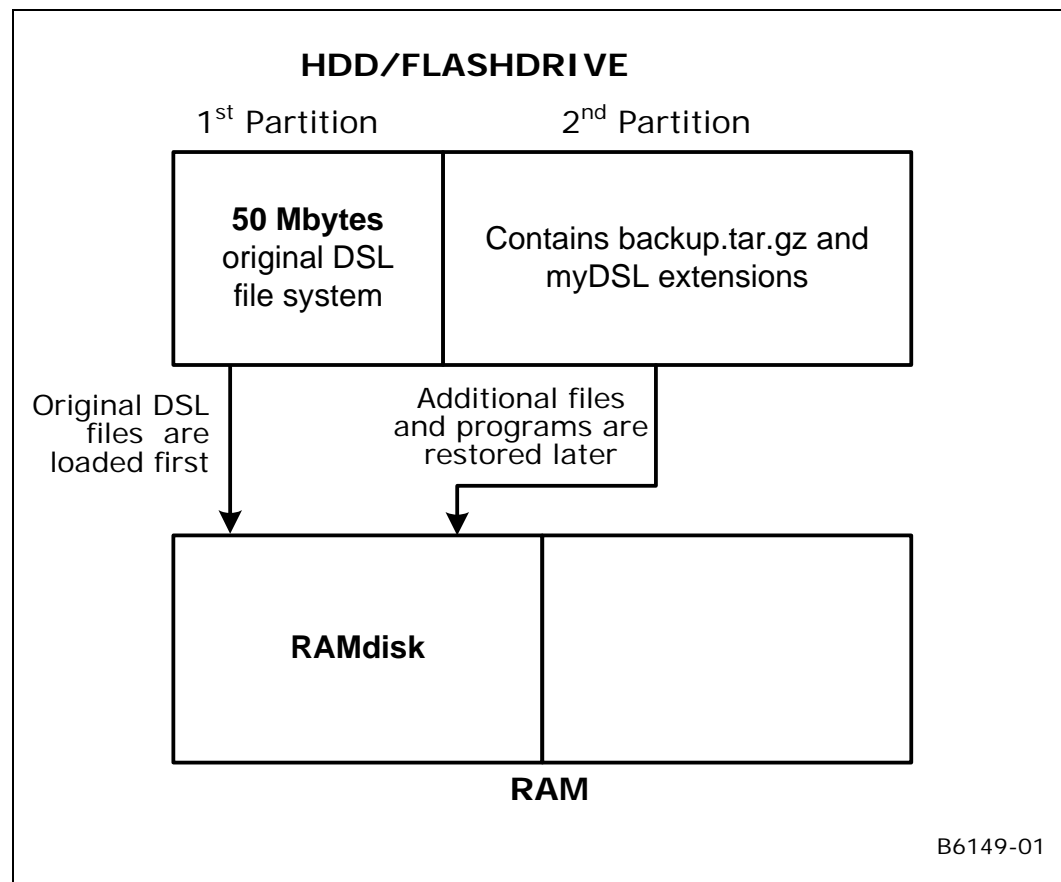 HDD/FLASHDRIVE
1st Partition
2nd Partition
50 Mbytes
original DSL
file system
Contains backup.tar.gz and
myDSL extensions
Original DSL
files are
loaded first
Additional files
and programs are
restored later
RAMdisk
RAM
B6149-01